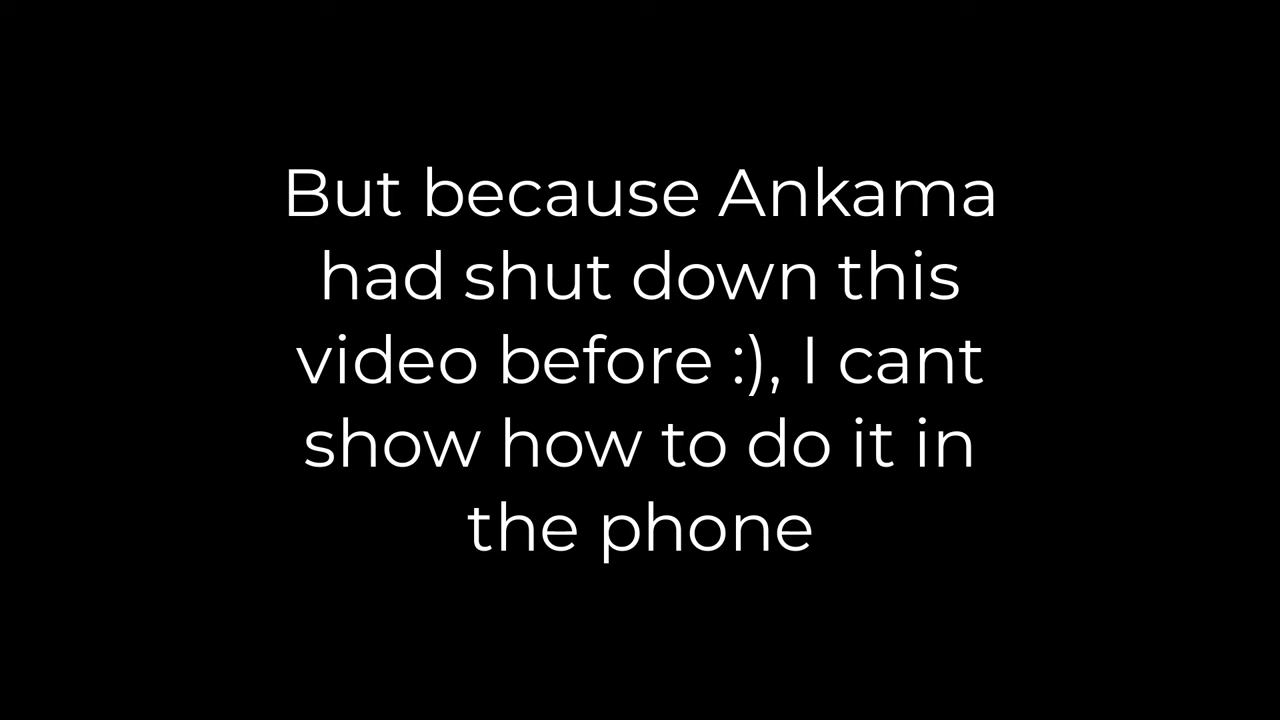 But because Ankama
had shut down this
video before :), I cant
show how to do it in
the phone